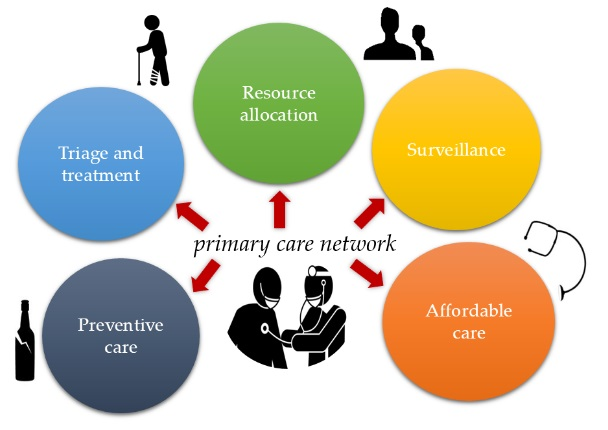 Resource
allocation
Triage and
treatment
Surveillance
primary care network
Preventive
care
Affordable
care